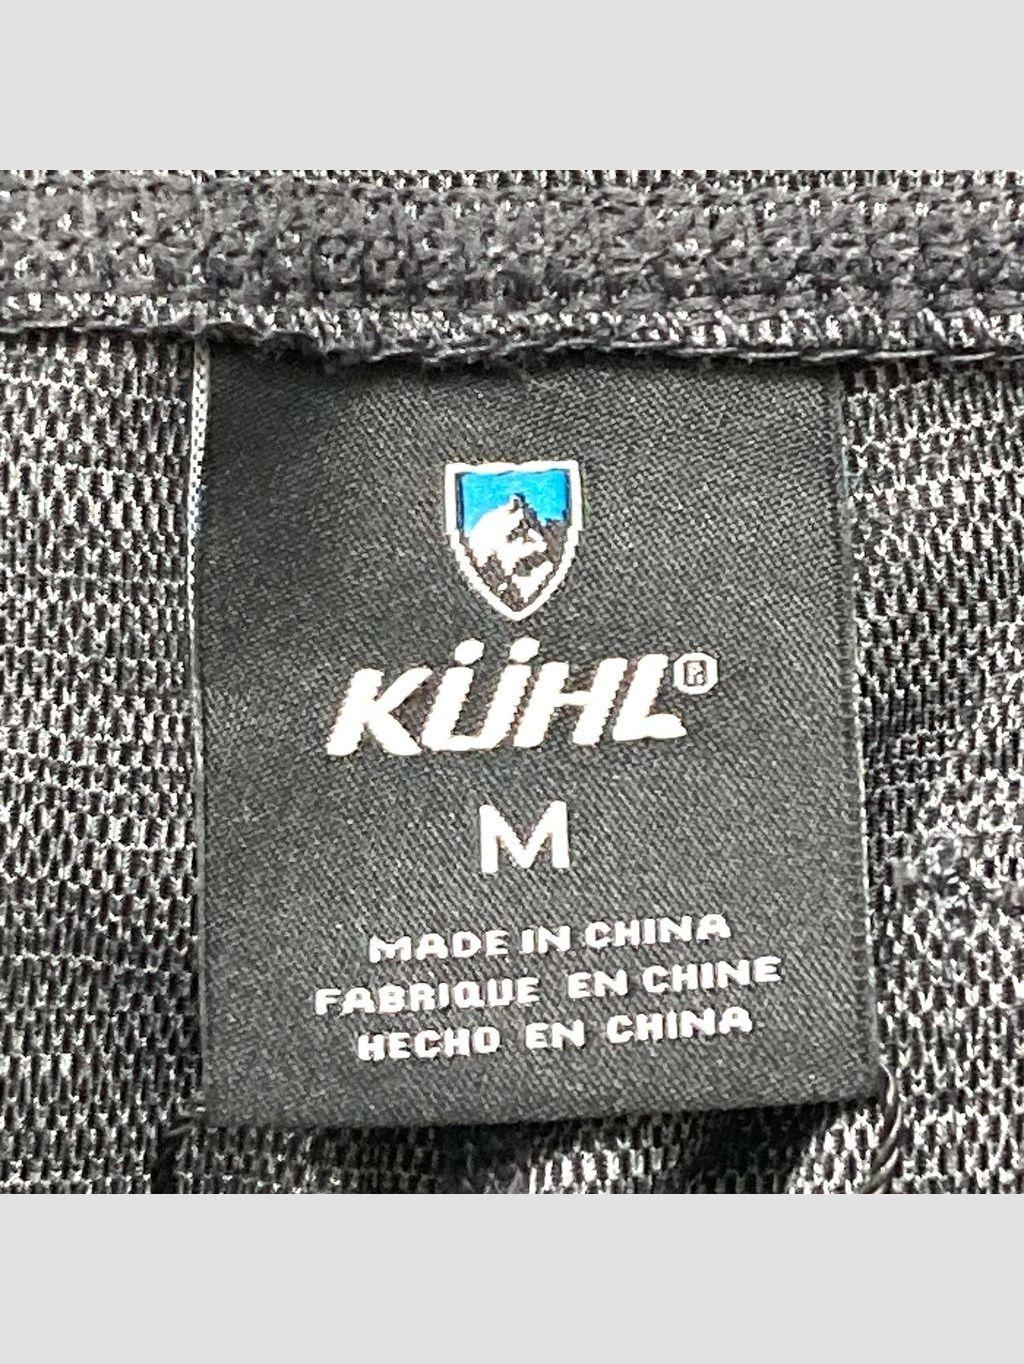 KÜHL®
M
MADE IN CHINA
FABRIQUE EN CHINE
HECHO EN CHINA